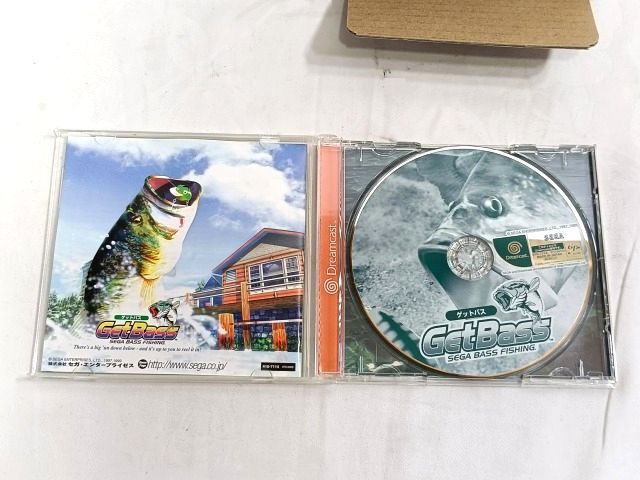 ゲットバス
GetBass
SEGA BASS FISHING
There's a big 'un down below - and it's up to you to reel it in!
© SEGA ENTERPRISES, LTD., 1997, 1999
株式会社 セガ・エンタープライゼス
http://www.sega.co.jp/
Dreamcast
SEGA
Dreamcast
ゲットバス
GetBass
SEGA BASS FISHING